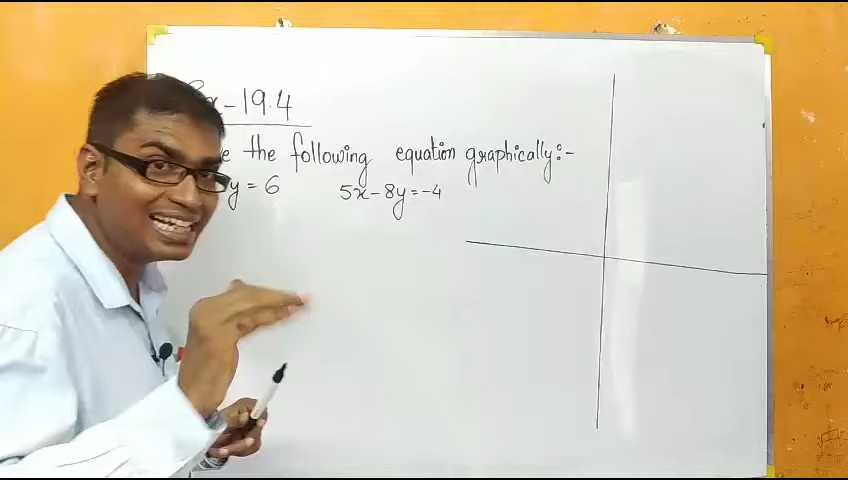 x - 19.4
the following equation graphically:-
y = 6 5x - 8y = -4